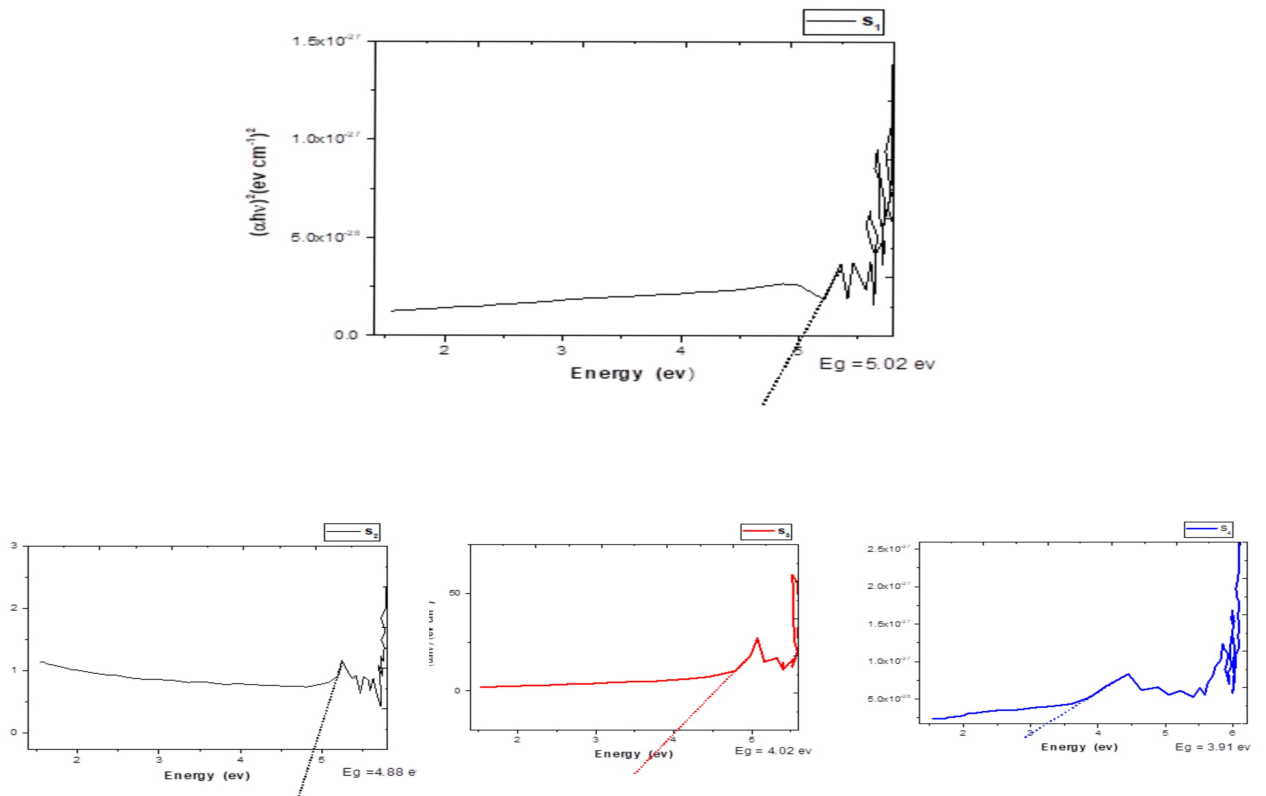 S₁
1.5x10⁻²⁷
1.0x10⁻²⁷
5.0x10⁻²⁸
0.0
(αhν)²(ev cm⁻¹)²
2 3 4 5
Energy (ev)
Eg =5.02 ev
S₂
3
2
1
0
2 3 4 5
Energy (ev)
Eg =4.88 e
S₃
50
0
2 3 4 5
Energy (ev)
Eg = 4.02 ev
S₄
2.5x10⁻²⁷
2.0x10⁻²⁷
1.5x10⁻²⁷
1.0x10⁻²⁷
5.0x10⁻²⁸
2 3 4 5 6
Energy (ev)
Eg = 3.91 ev